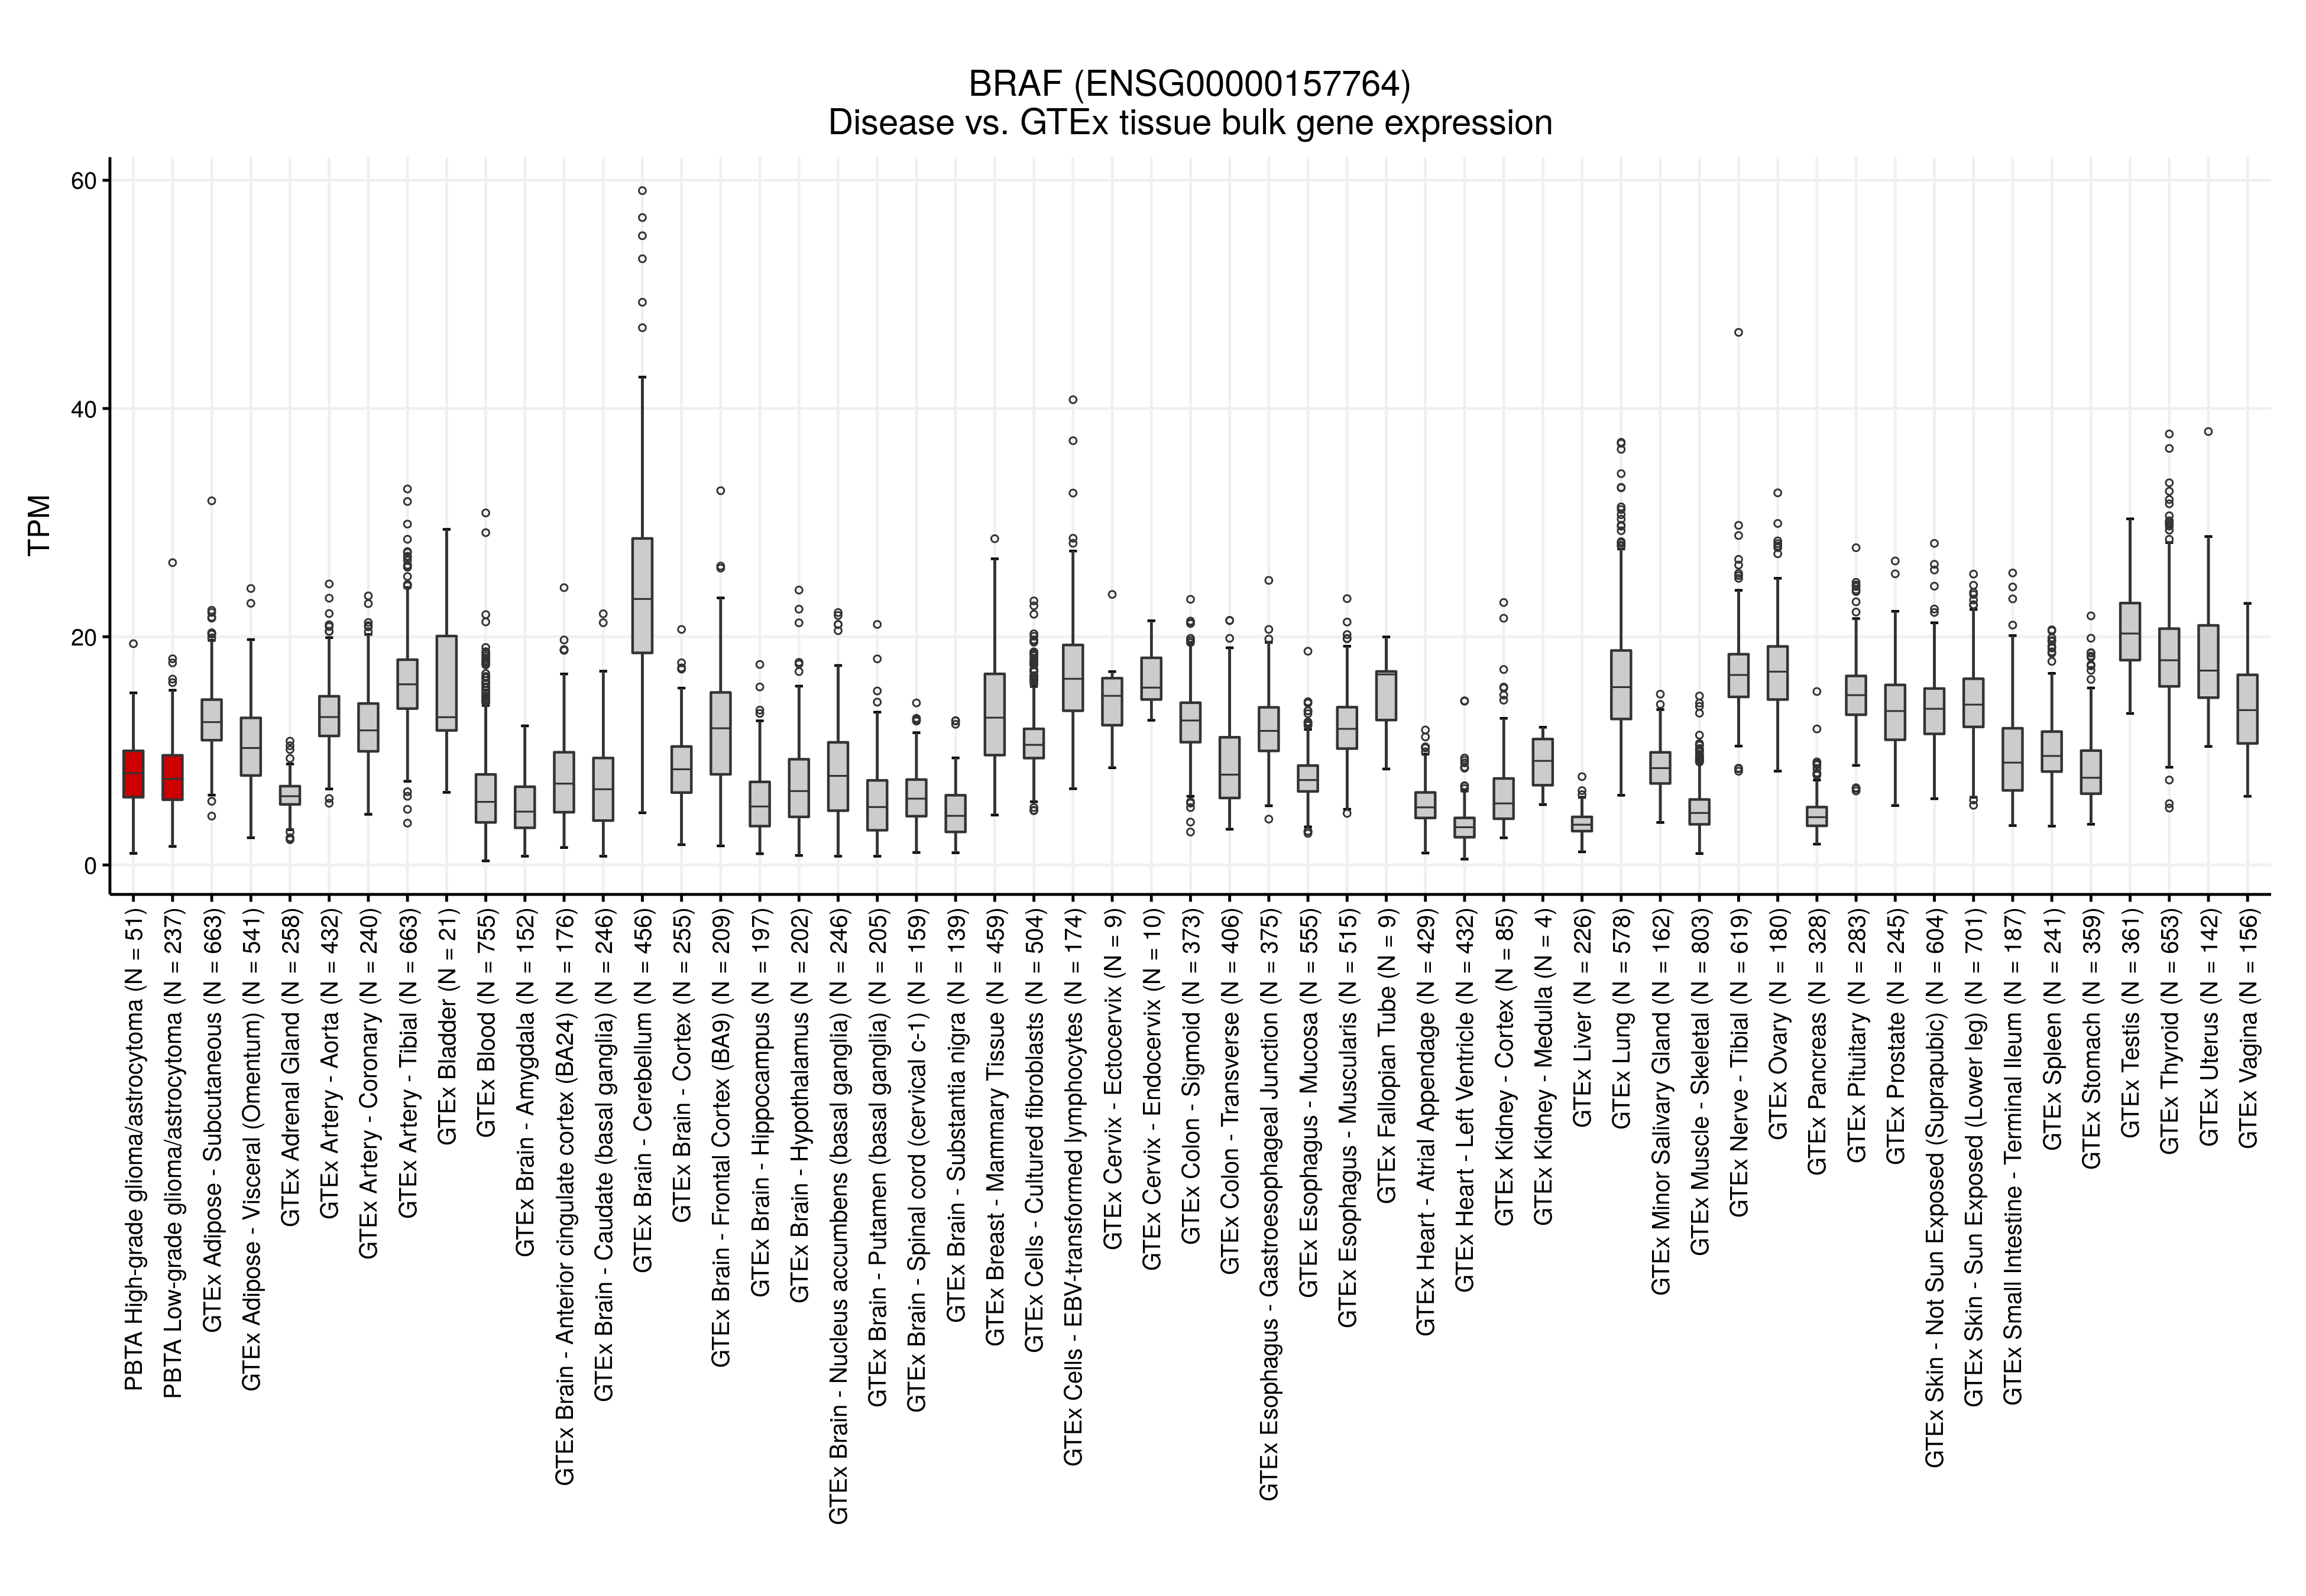 BRAF (ENSG00000157764)
Disease vs. GTEx tissue bulk gene expression
TPM
60
40
20
0
PBTA High-grade glioma/astrocytoma (N = 51)
PBTA Low-grade glioma/astrocytoma (N = 237)
GTEx Adipose - Subcutaneous (N = 663)
GTEx Adipose - Visceral (Omentum) (N = 541)
GTEx Adrenal Gland (N = 258)
GTEx Artery - Aorta (N = 432)
GTEx Artery - Coronary (N = 240)
GTEx Artery - Tibial (N = 663)
GTEx Bladder (N = 21)
GTEx Blood (N = 755)
GTEx Brain - Amygdala (N = 152)
GTEx Brain - Anterior cingulate cortex (BA24) (N = 176)
GTEx Brain - Caudate (basal ganglia) (N = 246)
GTEx Brain - Cerebellum (N = 456)
GTEx Brain - Cortex (N = 255)
GTEx Brain - Frontal Cortex (BA9) (N = 209)
GTEx Brain - Hippocampus (N = 197)
GTEx Brain - Hypothalamus (N = 202)
GTEx Brain - Nucleus accumbens (basal ganglia) (N = 246)
GTEx Brain - Putamen (basal ganglia) (N = 205)
GTEx Brain - Spinal cord (cervical c-1) (N = 159)
GTEx Brain - Substantia nigra (N = 139)
GTEx Breast - Mammary Tissue (N = 459)
GTEx Cells - Cultured fibroblasts (N = 504)
GTEx Cells - EBV-transformed lymphocytes (N = 174)
GTEx Cervix - Ectocervix (N = 9)
GTEx Cervix - Endocervix (N = 10)
GTEx Colon - Sigmoid (N = 373)
GTEx Colon - Transverse (N = 406)
GTEx Esophagus - Gastroesophageal Junction (N = 375)
GTEx Esophagus - Mucosa (N = 555)
GTEx Esophagus - Muscularis (N = 515)
GTEx Fallopian Tube (N = 9)
GTEx Heart - Atrial Appendage (N = 429)
GTEx Heart - Left Ventricle (N = 432)
GTEx Kidney - Cortex (N = 85)
GTEx Kidney - Medulla (N = 4)
GTEx Liver (N = 226)
GTEx Lung (N = 578)
GTEx Minor Salivary Gland (N = 162)
GTEx Muscle - Skeletal (N = 803)
GTEx Nerve - Tibial (N = 619)
GTEx Ovary (N = 180)
GTEx Pancreas (N = 328)
GTEx Pituitary (N = 283)
GTEx Prostate (N = 245)
GTEx Skin - Not Sun Exposed (Suprapubic) (N = 604)
GTEx Skin - Sun Exposed (Lower leg) (N = 701)
GTEx Small Intestine - Terminal Ileum (N = 187)
GTEx Spleen (N = 241)
GTEx Stomach (N = 359)
GTEx Testis (N = 361)
GTEx Thyroid (N = 653)
GTEx Uterus (N = 142)
GTEx Vagina (N = 156)